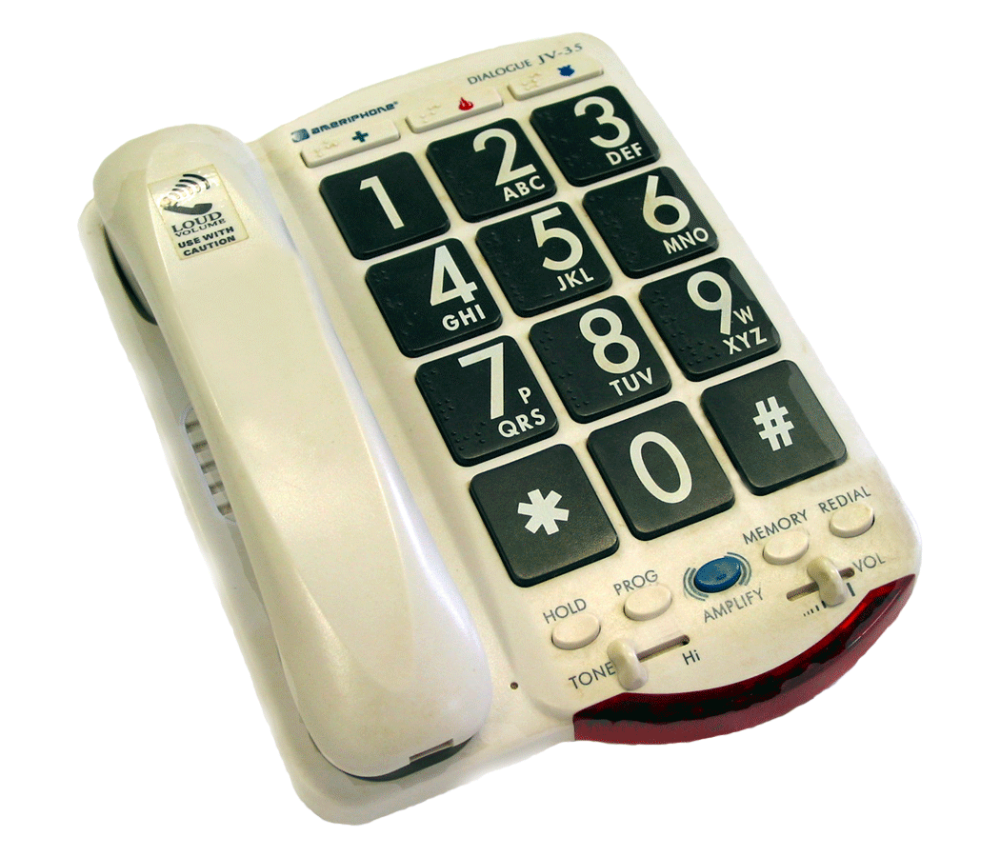 DIALOGUE JV-35
AMERIPHONE®
LOUD
VOLUME
USE WITH
CAUTION
1
2
ABC
3
DEF
4
GHI
5
JKL
6
MNO
7
P
QRS
8
TUV
9
W
XYZ
*
0
#
HOLD
PROG
AMPLIFY
MEMORY
REDIAL
TONE
Hi
VOL